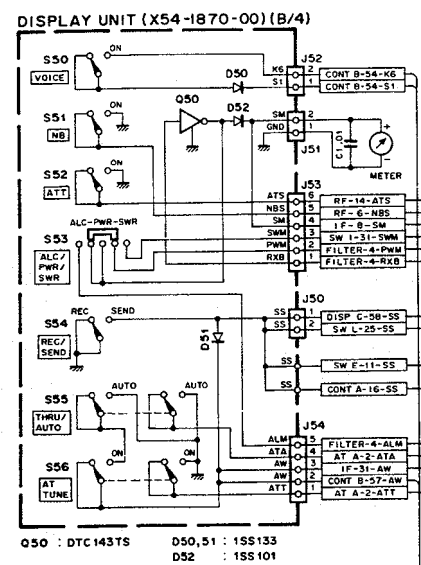 DISPLAY UNIT (X54-1870-00)(B/4)
S50
ON
VOICE
D50
K6
S1
J52
2
1
CONT B-54-K6
CONT B-54-S1
S51
ON
NB
Q50
D52
SM
GND
2
1
J51
C1,D1
+
-
METER
S52
ON
ATT
J53
ATS 6 RF-14-ATS
NBS 5 RF-6-NBS
SM 4 IF-8-SM
SWM 3 SW I-31-SWM
PWM 2 FILTER-4-PWM
RXB 1 FILTER-4-RXB
ALC-PWR-SWR
S53
ALC/
PWR/
SWR
J50
SS 1 DISP C-58-SS
SS 2 SW L-25-SS
SS SW E-11-SS
SS CONT A-16-SS
S54
REC
SEND
REC/
SEND
D51
S55
AUTO
AUTO
THRU/
AUTO
S56
ON
ON
AT
TUNE
J54
ALM 5 FILTER-4-ALM
ATA 4 AT A-2-ATA
AW 3 IF-31-AW
AW 2 CONT B-57-AW
ATT 1 AT A-2-ATT
Q50 : DTC143TS
D50,51 : 1SS133
D52 : 1SS101